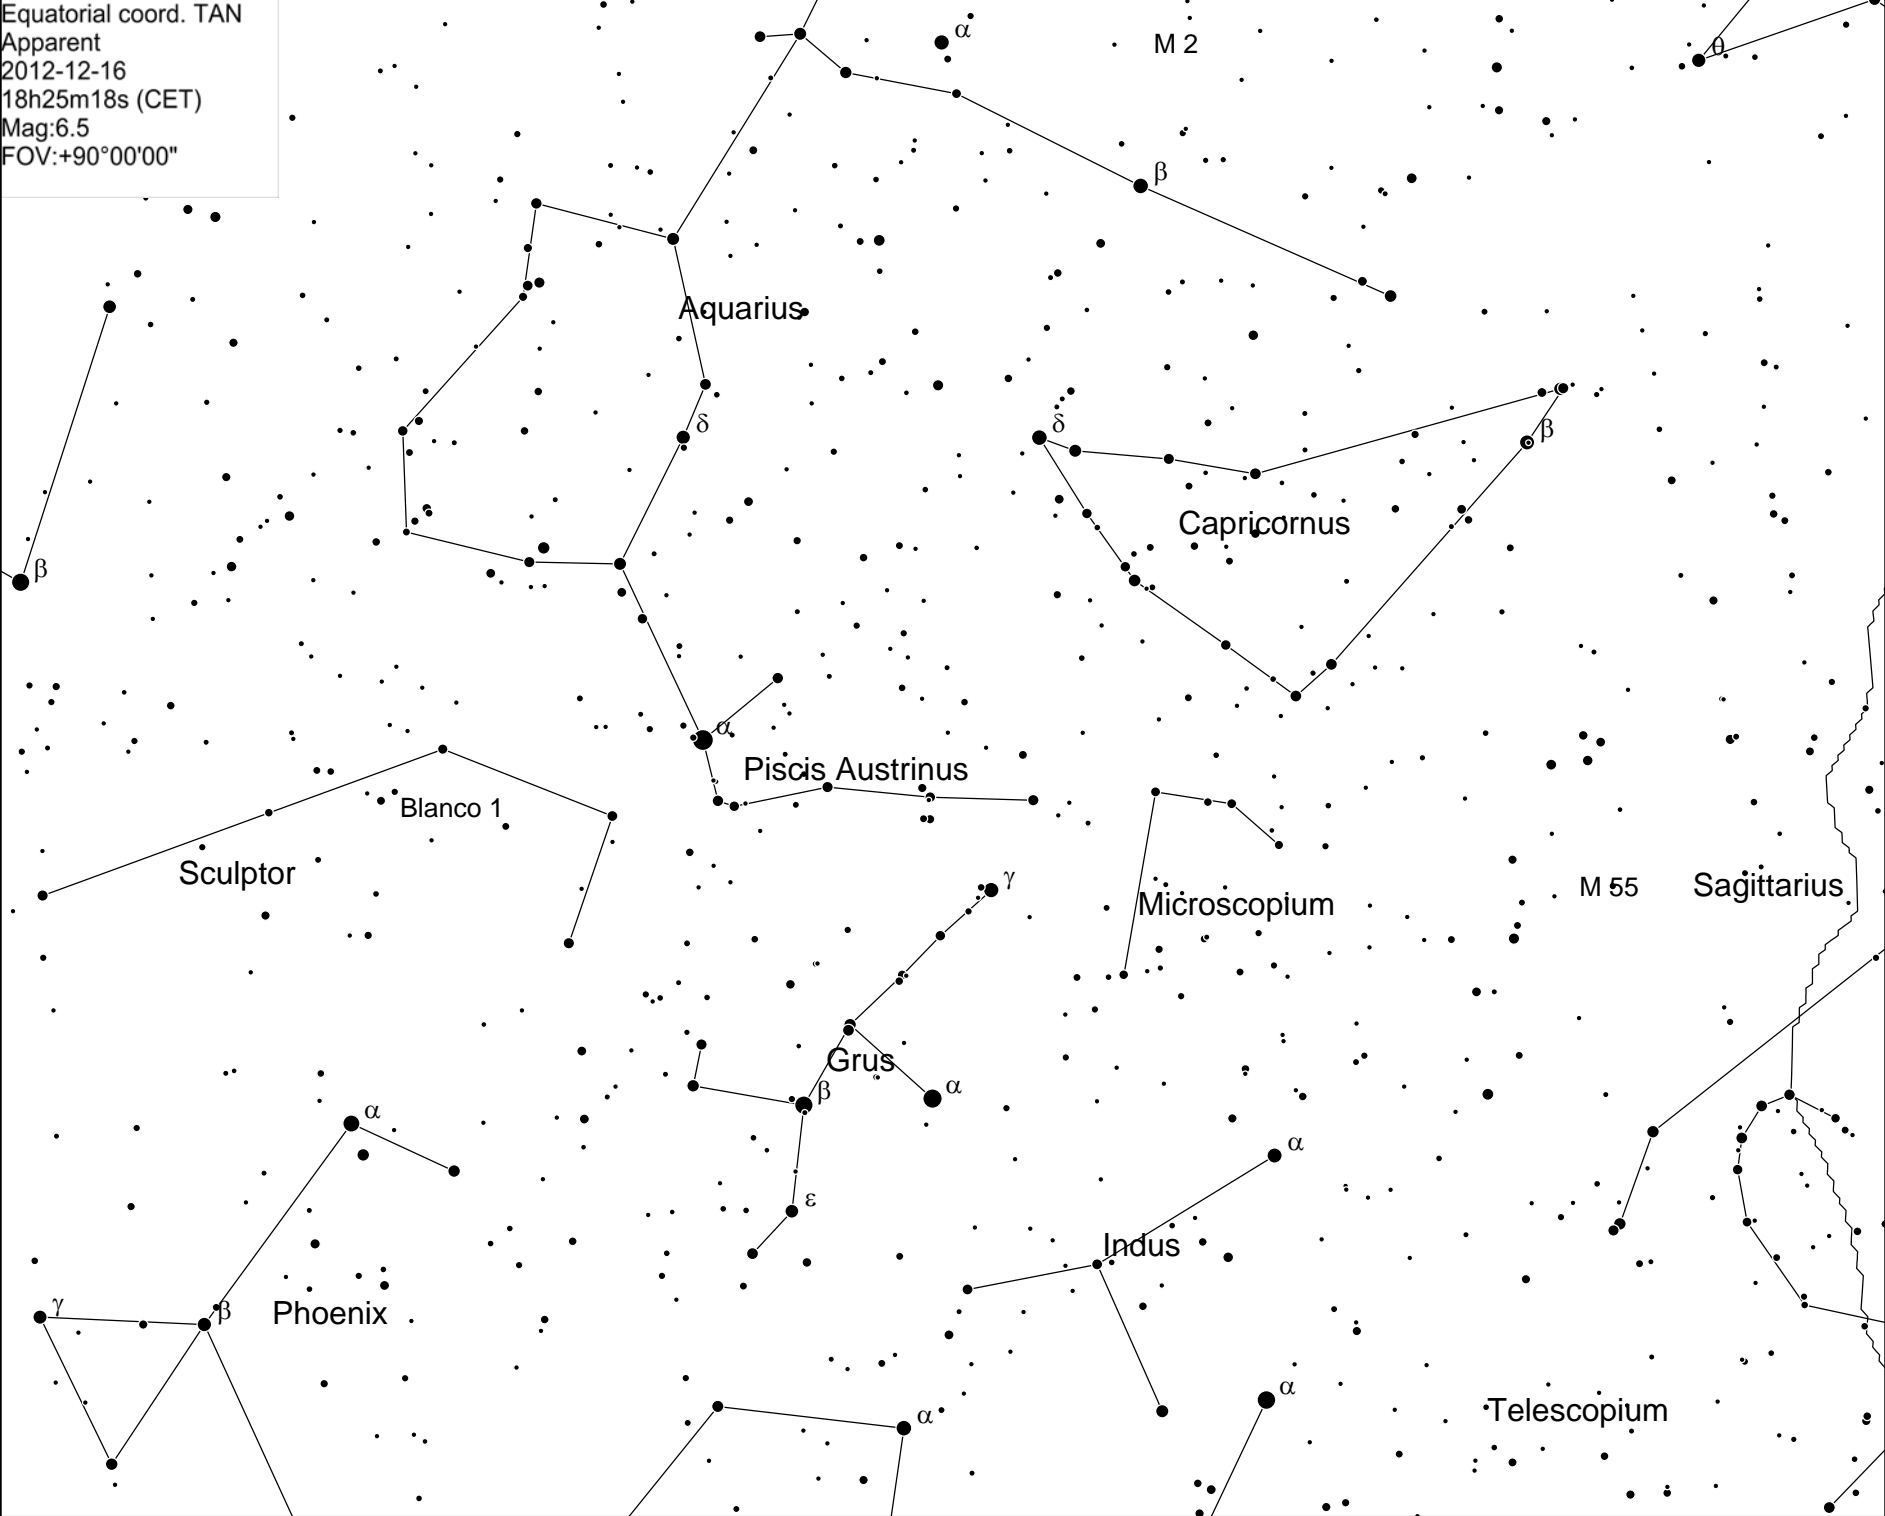 Equatorial coord. TAN
Apparent
2012-12-16
18h25m18s (CET)
Mag:6.5
FOV:+90°00'00"
α
M 2
θ
β
Aquarius
δ
δ
β
Capricornus
β
α
Piscis Austrinus
Blanco 1
Sculptor
γ
Microscopium
M 55
Sagittarius
Grus
β
α
α
α
ε
Indus
γ
β
Phoenix
α
α
Telescopium